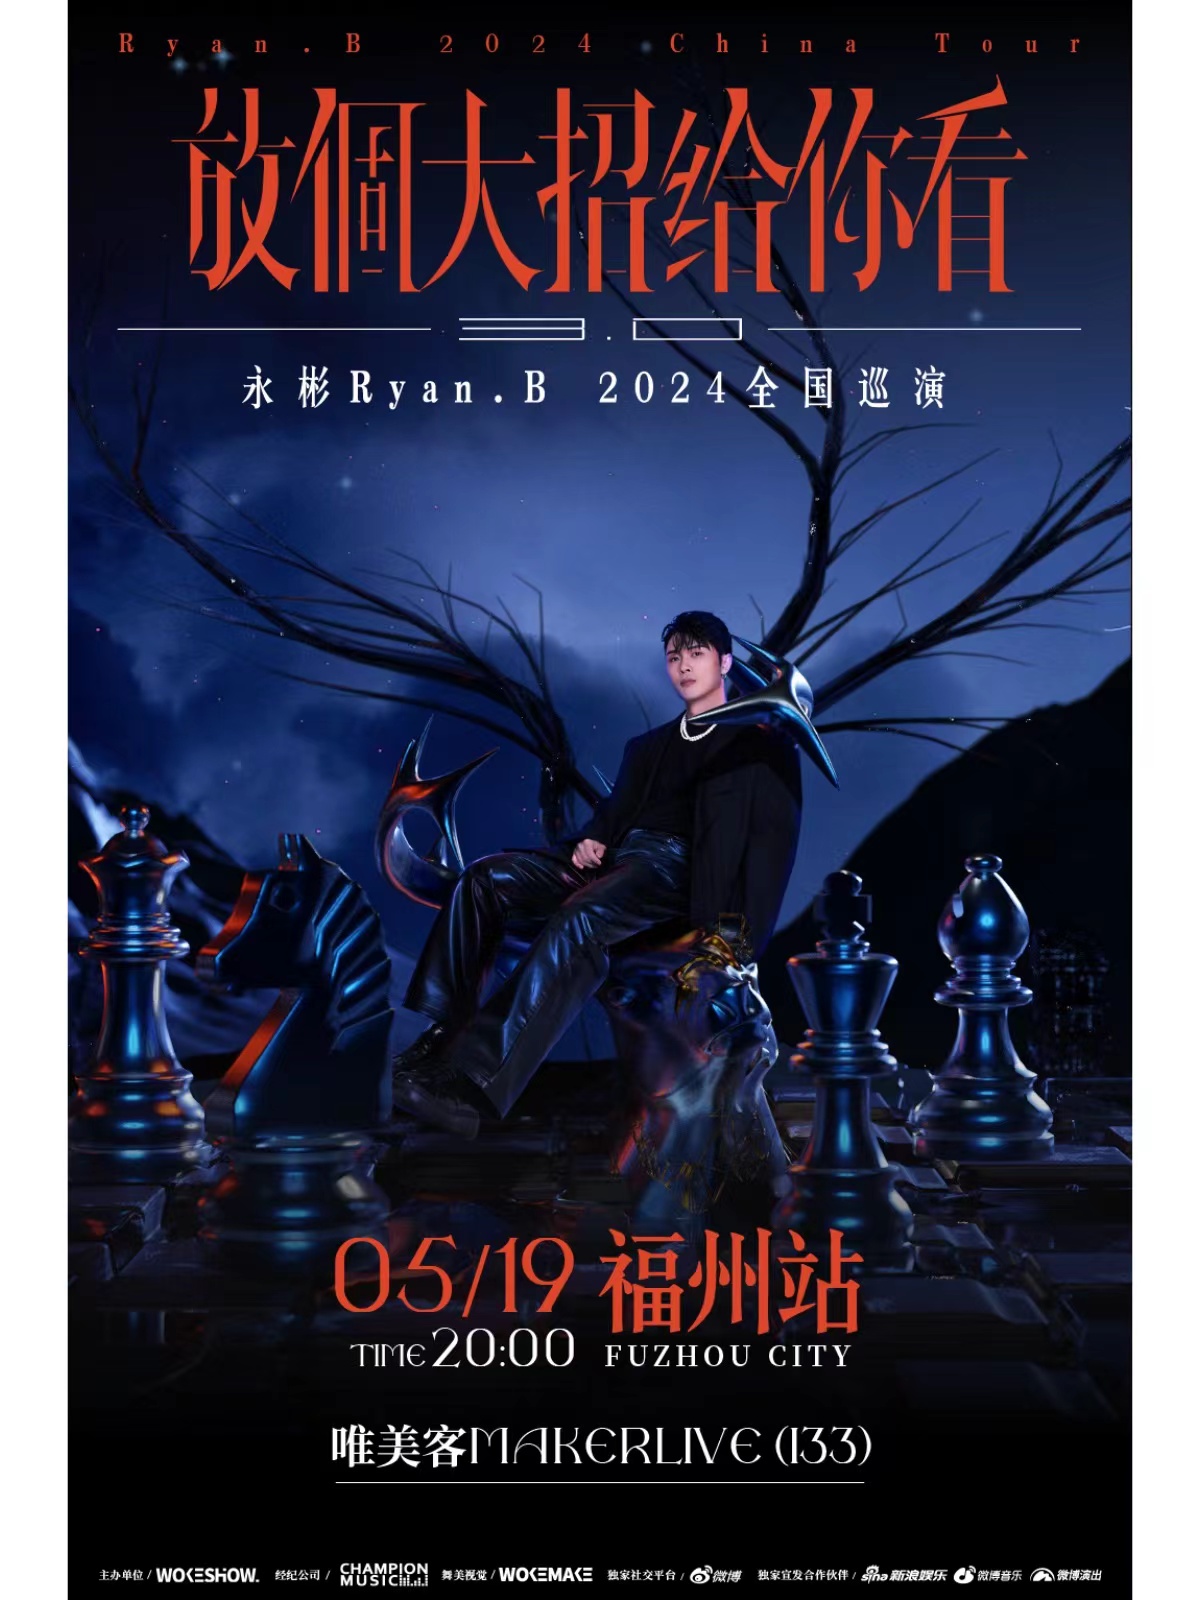 Ryan.B 2024 China Tour
放個大招给你看
3.0
永彬Ryan.B 2024全国巡演
05/19 福州站
TIME 20:00 FUZHOU CITY
唯美客MAKERLIVE (133)
主办单位 / WOKESHOW. 经纪公司 / CHAMPION MUSIC 舞美视觉 / WOKEMAKE 独家社交平台 / 微博 独家宣发合作伙伴 / sina新浪娱乐 微博音乐 微博演出